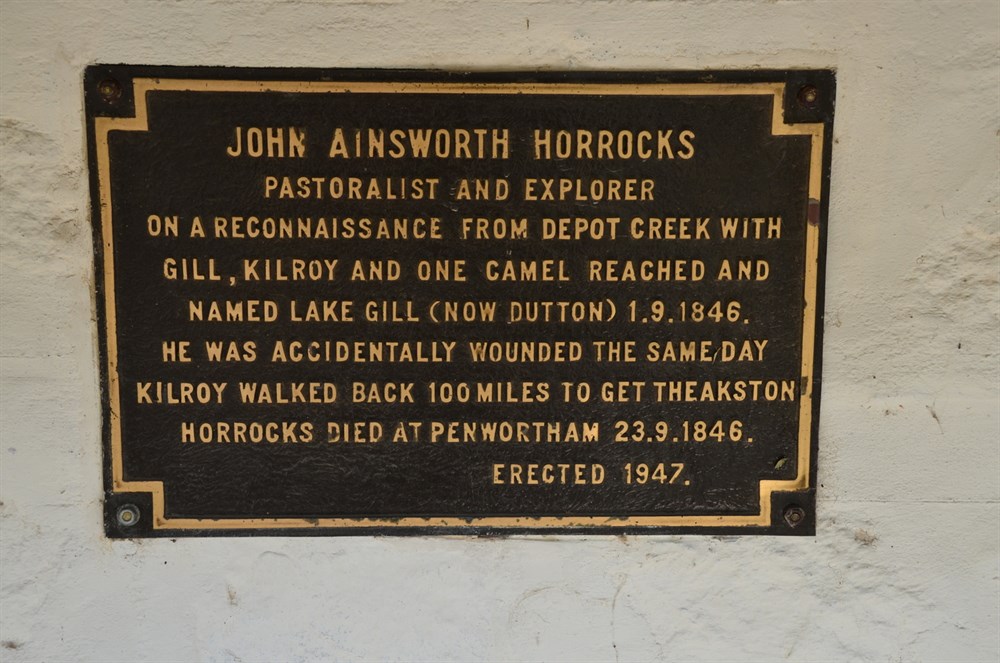 JOHN AINSWORTH HORROCKS
PASTORALIST AND EXPLORER
ON A RECONNAISSANCE FROM DEPOT CREEK WITH
GILL, KILROY AND ONE CAMEL REACHED AND
NAMED LAKE GILL (NOW DUTTON) 1.9.1846.
HE WAS ACCIDENTALLY WOUNDED THE SAME DAY
KILROY WALKED BACK 100 MILES TO GET THEAKSTON
HORROCKS DIED AT PENWORTHAM 23.9.1846.
ERECTED 1947.